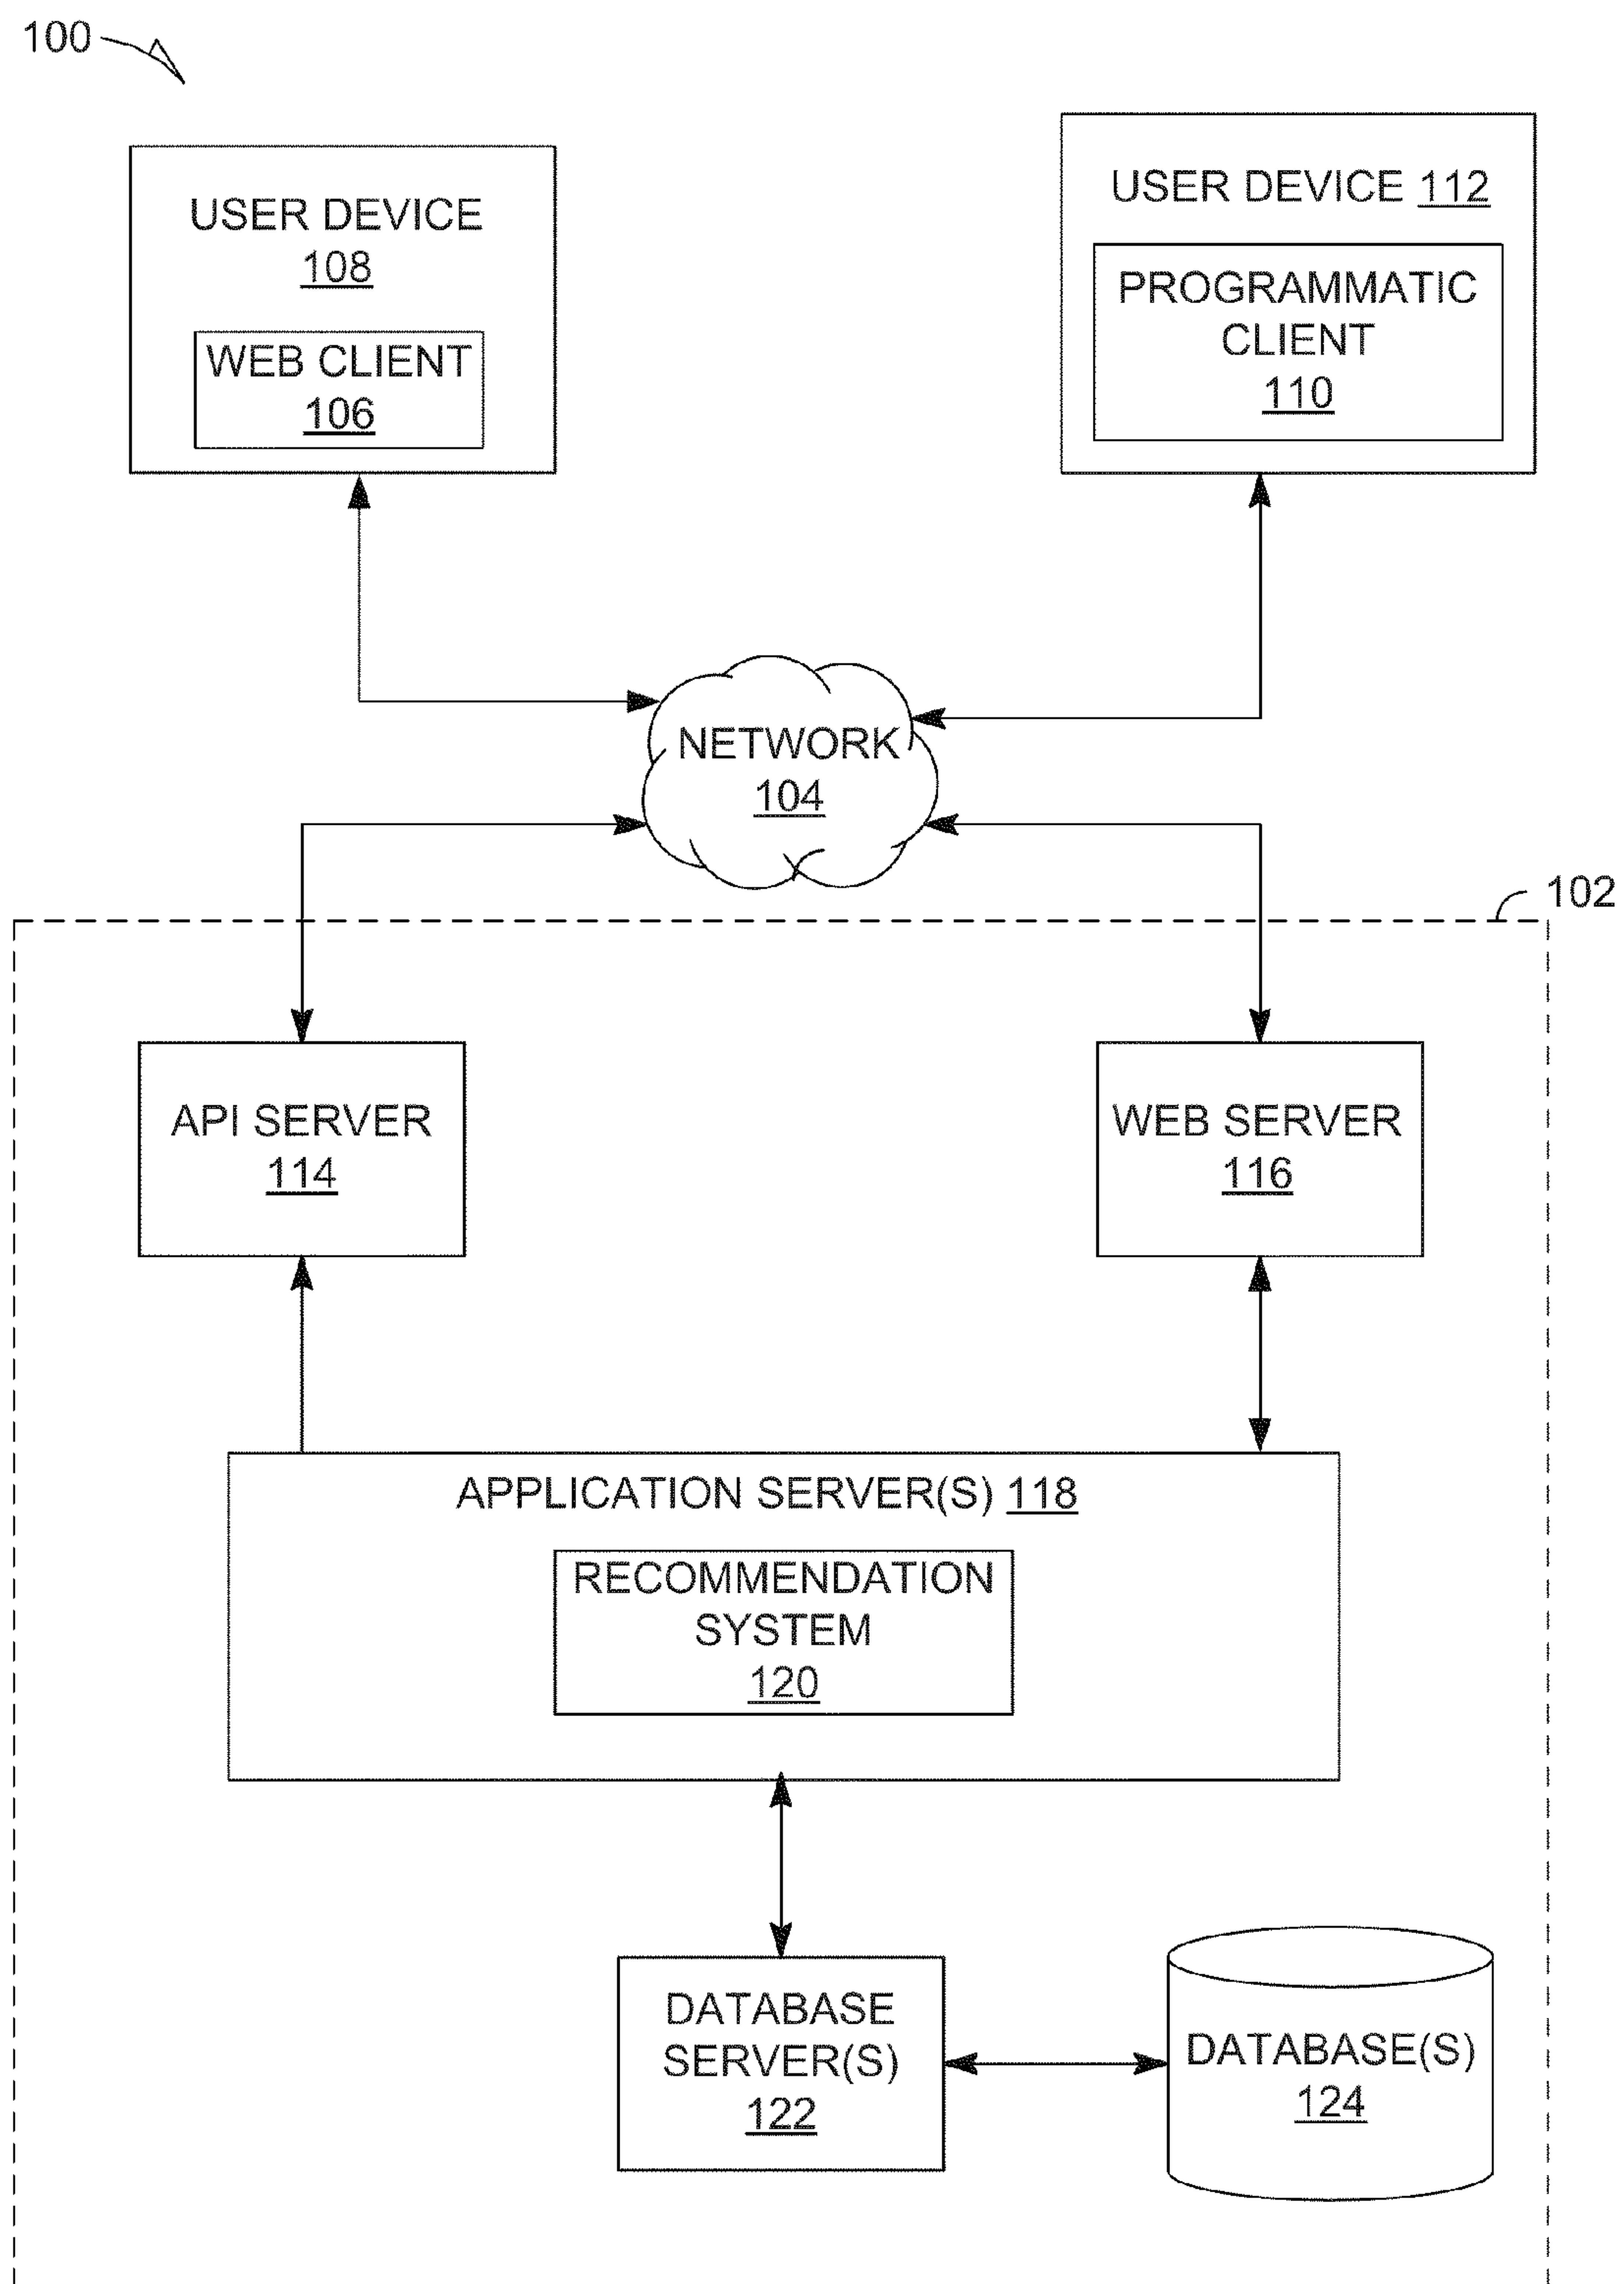 100
USER DEVICE
108
WEB CLIENT
106
USER DEVICE 112
PROGRAMMATIC
CLIENT
110
NETWORK
104
102
API SERVER
114
WEB SERVER
116
APPLICATION SERVER(S) 118
RECOMMENDATION
SYSTEM
120
DATABASE
SERVER(S)
122
DATABASE(S)
124